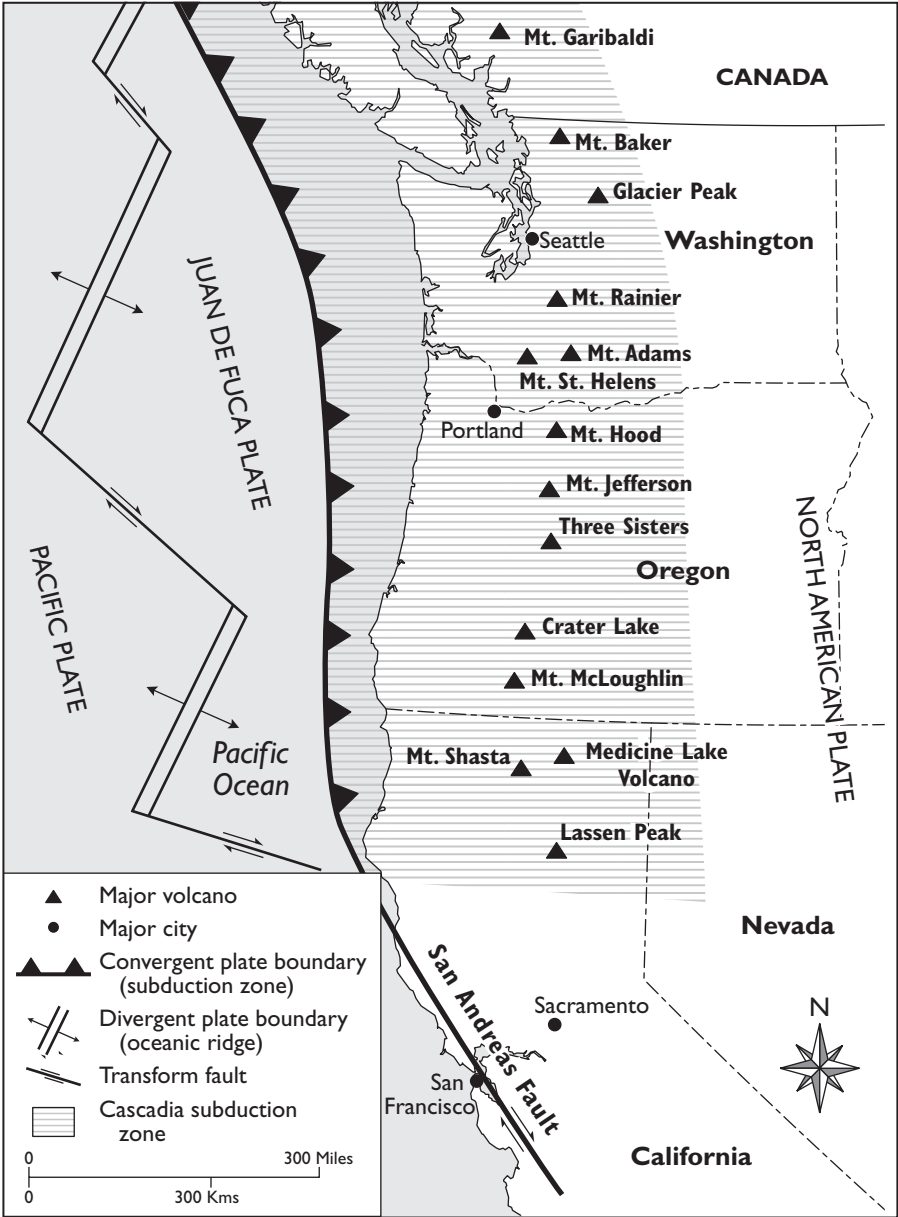 Mt. Garibaldi
CANADA
Mt. Baker
Glacier Peak
Seattle
Washington
JUAN DE FUCA PLATE
Mt. Rainier
Mt. Adams
Mt. St. Helens
Portland
Mt. Hood
Mt. Jefferson
Three Sisters
PACIFIC PLATE
Oregon
NORTH AMERICAN PLATE
Crater Lake
Mt. McLoughlin
Pacific
Ocean
Mt. Shasta
Medicine Lake
Volcano
Lassen Peak
Nevada
San Andreas Fault
Sacramento
N
San
Francisco
California
Major volcano
Major city
Convergent plate boundary
(subduction zone)
Divergent plate boundary
(oceanic ridge)
Transform fault
Cascadia subduction
zone
0 300 Miles
0 300 Kms